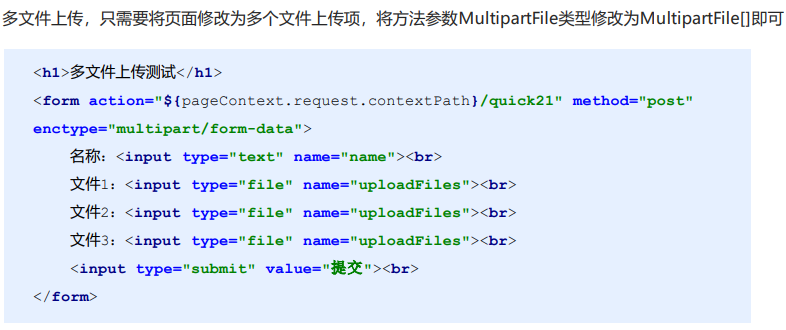 多文件上传，只需要将页面修改为多个文件上传项，将方法参数MultipartFile类型修改为MultipartFile[]即可
<h1>多文件上传测试</h1>
<form action="${pageContext.request.contextPath}/quick21" method="post"
enctype="multipart/form-data">
名称：<input type="text" name="name"><br>
文件1：<input type="file" name="uploadFiles"><br>
文件2：<input type="file" name="uploadFiles"><br>
文件3：<input type="file" name="uploadFiles"><br>
<input type="submit" value="提交"><br>
</form>